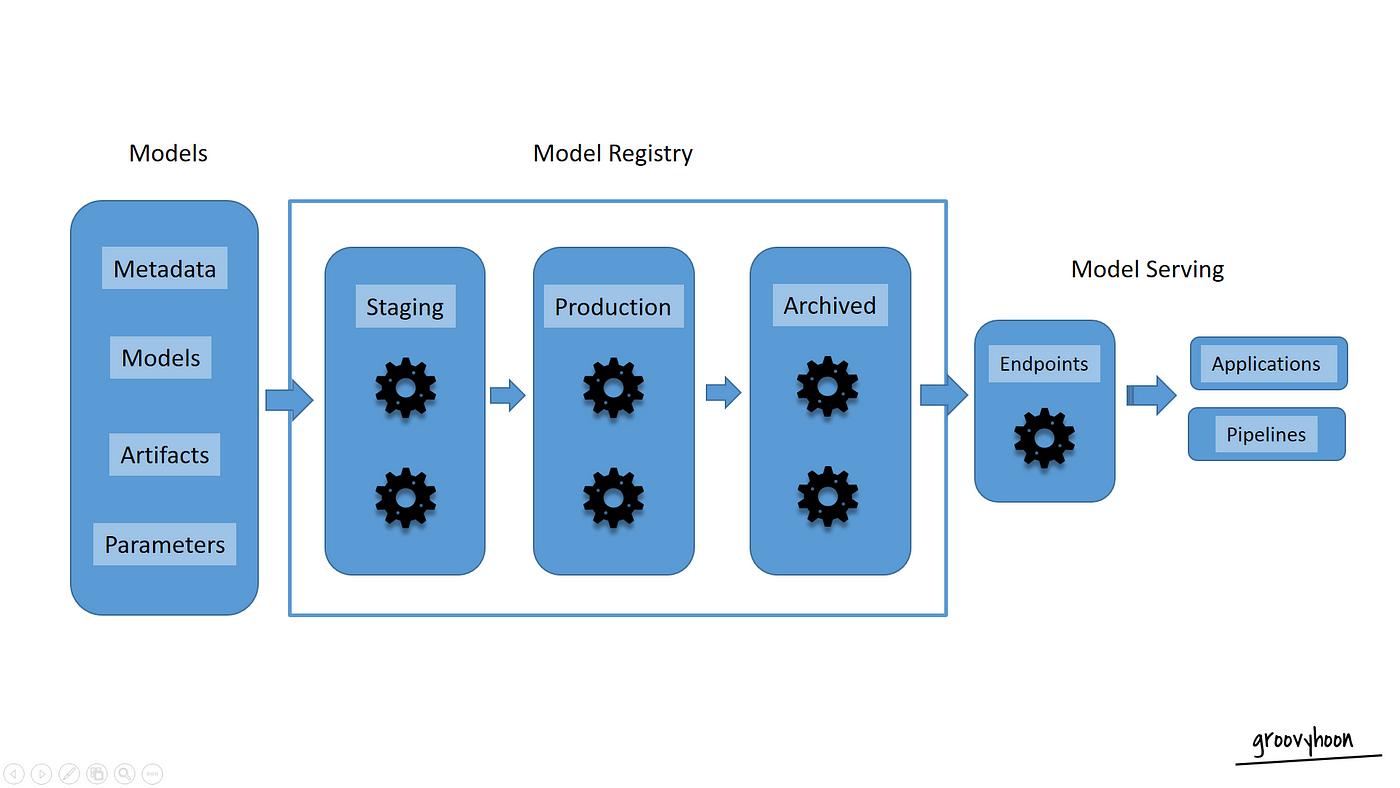 Models
Metadata
Models
Artifacts
Parameters
Model Registry
Staging
Production
Archived
Model Serving
Endpoints
Applications
Pipelines
groovyhoon